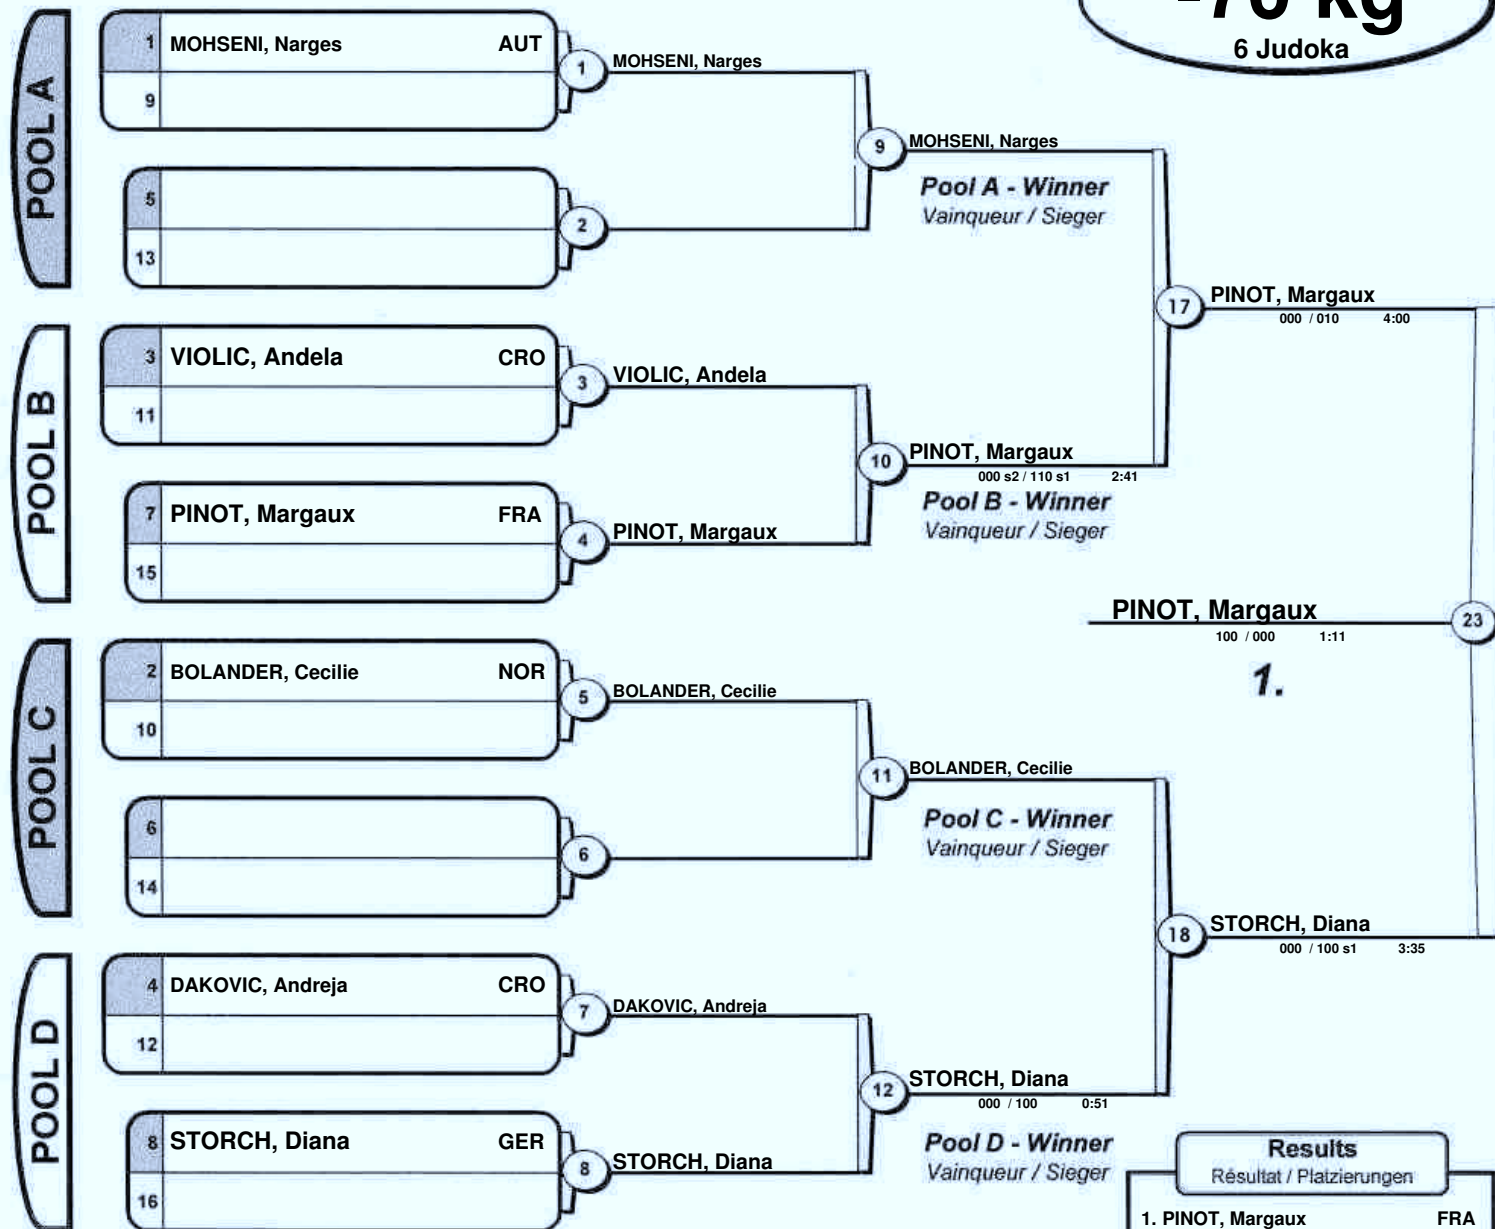 -70 kg
6 Judoka
POOL A
1 MOHSENI, Narges AUT
9
1 MOHSENI, Narges
5
13
2
9 MOHSENI, Narges
Pool A - Winner
Vainqueur / Sieger
17 PINOT, Margaux
000 / 010 4:00
POOL B
3 VIOLIC, Andela CRO
11
3 VIOLIC, Andela
7 PINOT, Margaux FRA
15
4 PINOT, Margaux
10 PINOT, Margaux
000 s2 / 110 s1 2:41
Pool B - Winner
Vainqueur / Sieger
PINOT, Margaux 23
100 / 000 1:11
1.
POOL C
2 BOLANDER, Cecilie NOR
10
5 BOLANDER, Cecilie
6
14
6
11 BOLANDER, Cecilie
Pool C - Winner
Vainqueur / Sieger
18 STORCH, Diana
000 / 100 s1 3:35
POOL D
4 DAKOVIC, Andreja CRO
12
7 DAKOVIC, Andreja
8 STORCH, Diana GER
16
8 STORCH, Diana
12 STORCH, Diana
000 / 100 0:51
Pool D - Winner
Vainqueur / Sieger
Results
Résultat / Platzierungen
1. PINOT, Margaux FRA